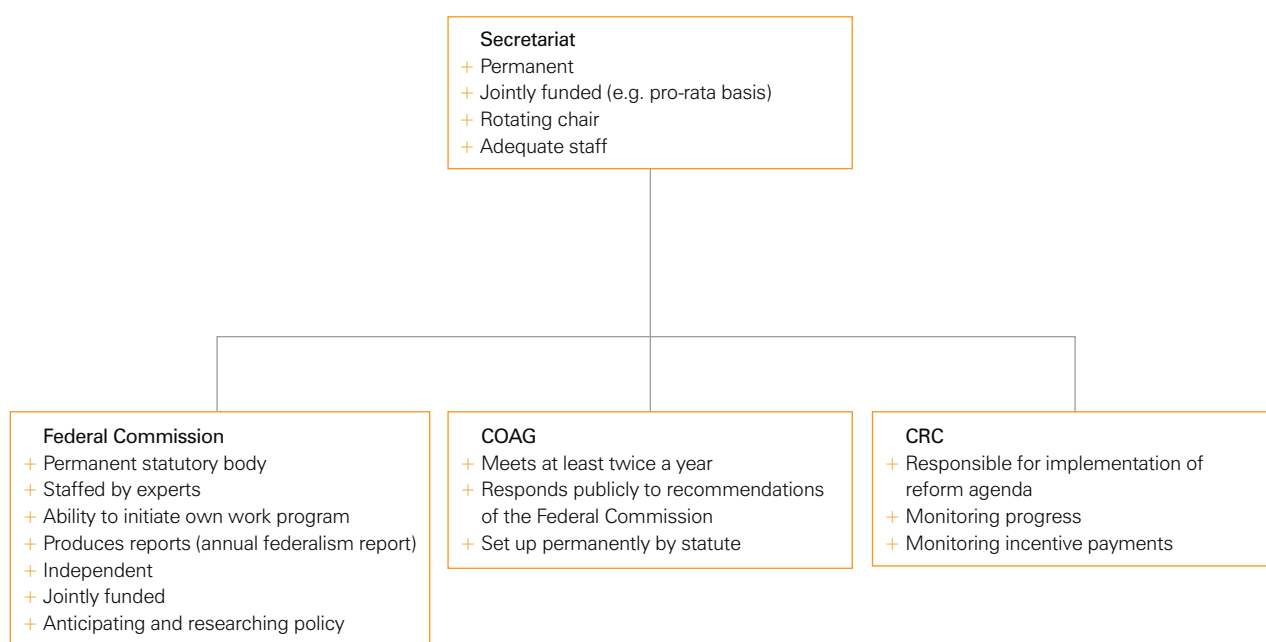 Secretariat
+ Permanent
+ Jointly funded (e.g. pro-rata basis)
+ Rotating chair
+ Adequate staff
Federal Commission
+ Permanent statutory body
+ Staffed by experts
+ Ability to initiate own work program
+ Produces reports (annual federalism report)
+ Independent
+ Jointly funded
+ Anticipating and researching policy
COAG
+ Meets at least twice a year
+ Responds publicly to recommendations
of the Federal Commission
+ Set up permanently by statute
CRC
+ Responsible for implementation of
reform agenda
+ Monitoring progress
+ Monitoring incentive payments